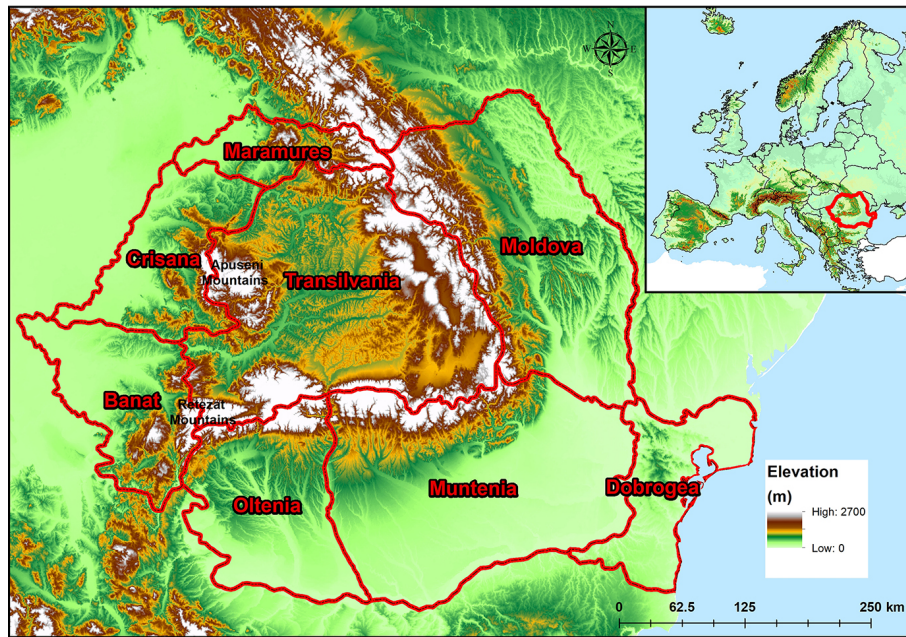 N
W E
S
Maramures
Crisana
Apuseni
Mountains
Transilvania
Moldova
Banat
Retezat
Mountains
Oltenia
Muntenia
Dobrogea
Elevation
(m)
High: 2700
Low: 0
0 62.5 125 250 km